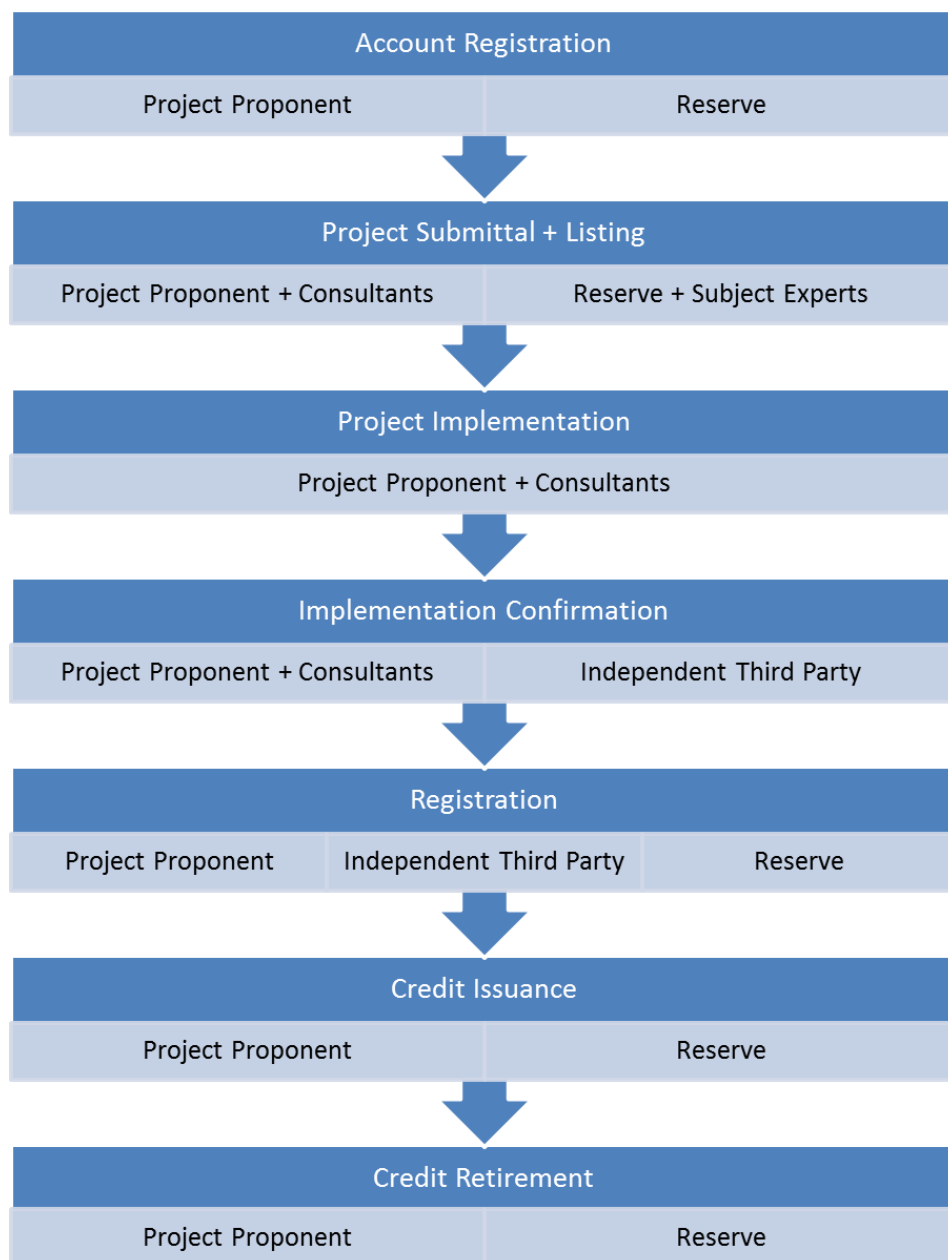 Account Registration
Project Proponent
Reserve
Project Submittal + Listing
Project Proponent + Consultants
Reserve + Subject Experts
Project Implementation
Project Proponent + Consultants
Implementation Confirmation
Project Proponent + Consultants
Independent Third Party
Registration
Project Proponent
Independent Third Party
Reserve
Credit Issuance
Project Proponent
Reserve
Credit Retirement
Project Proponent
Reserve